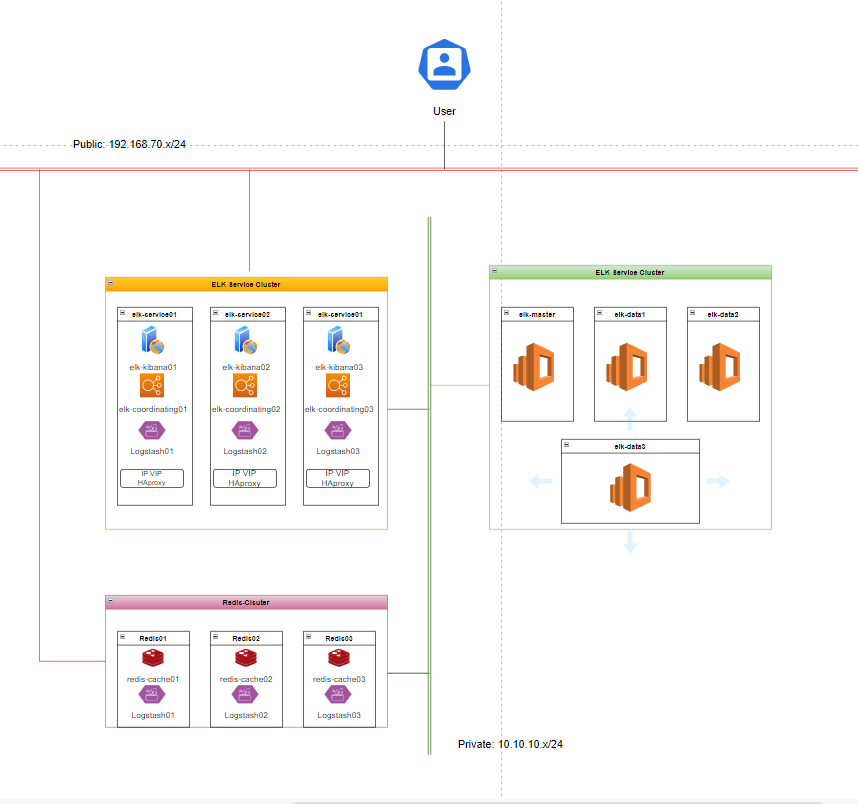 User
Public: 192.168.70.x/24
ELK Service Cluster
elk-service01
elk-service02
elk-service01
elk-kibana01
elk-kibana02
elk-kibana03
elk-coordinating01
elk-coordinating02
elk-coordinating03
Logstash01
Logstash02
Logstash03
IP VIP
HAproxy
IP VIP
HAproxy
IP VIP
HAproxy
ELK Service Cluster
elk-master
elk-data1
elk-data2
elk-data3
Redis-Clsuter
Redis01
Redis02
Redis03
redis-cache01
redis-cache02
redis-cache03
Logstash01
Logstash02
Logstash03
Private: 10.10.10.x/24